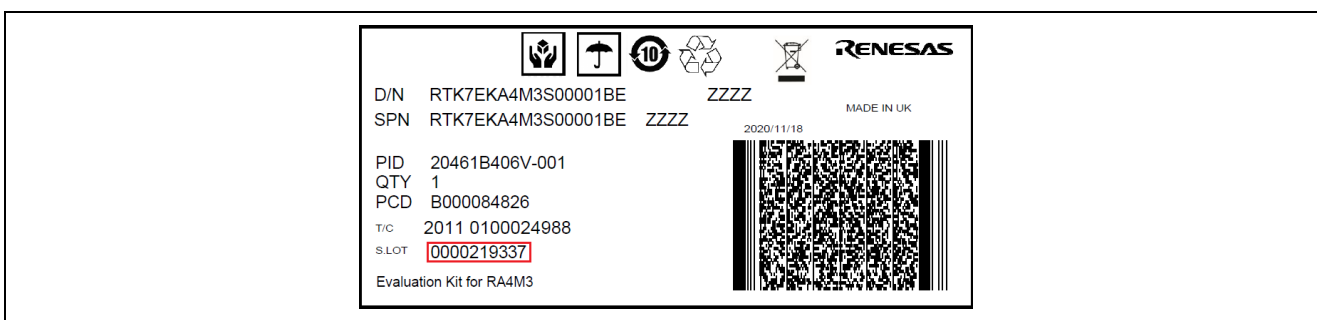 10
RENESAS
D/N RTK7EKA4M3S00001BE ZZZZ
MADE IN UK
SPN RTK7EKA4M3S00001BE ZZZZ
2020/11/18
PID 20461B406V-001
QTY 1
PCD B000084826
T/C 2011 0100024988
S.LOT 0000219337
Evaluation Kit for RA4M3